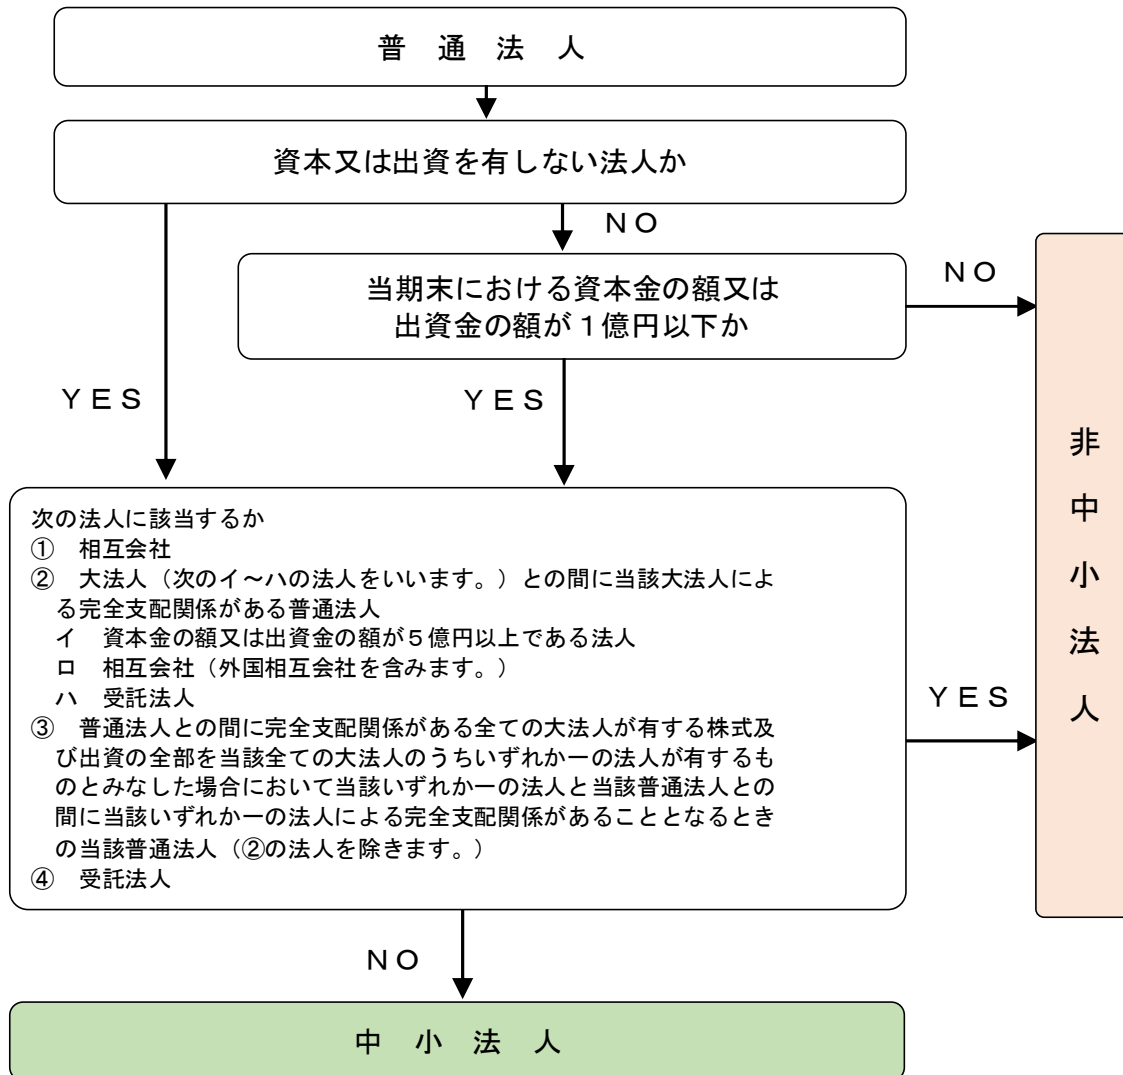 普通法人
資本又は出資を有しない法人か
ＮＯ
当期末における資本金の額又は
出資金の額が１億円以下か
ＮＯ
ＹＥＳ
ＹＥＳ
次の法人に該当するか
①　相互会社
②　大法人（次のイ～ハの法人をいいます。）との間に当該大法人によ
る完全支配関係がある普通法人
イ　資本金の額又は出資金の額が５億円以上である法人
ロ　相互会社（外国相互会社を含みます。）
ハ　受託法人
③　普通法人との間に完全支配関係がある全ての大法人が有する株式及
び出資の全部を当該全ての大法人のうちいずれか一の法人が有するも
のとみなした場合において当該いずれか一の法人と当該普通法人との
間に当該いずれか一の法人による完全支配関係があることとなるとき
の当該普通法人（②の法人を除きます。）
④　受託法人
ＹＥＳ
非中小法人
ＮＯ
中小法人